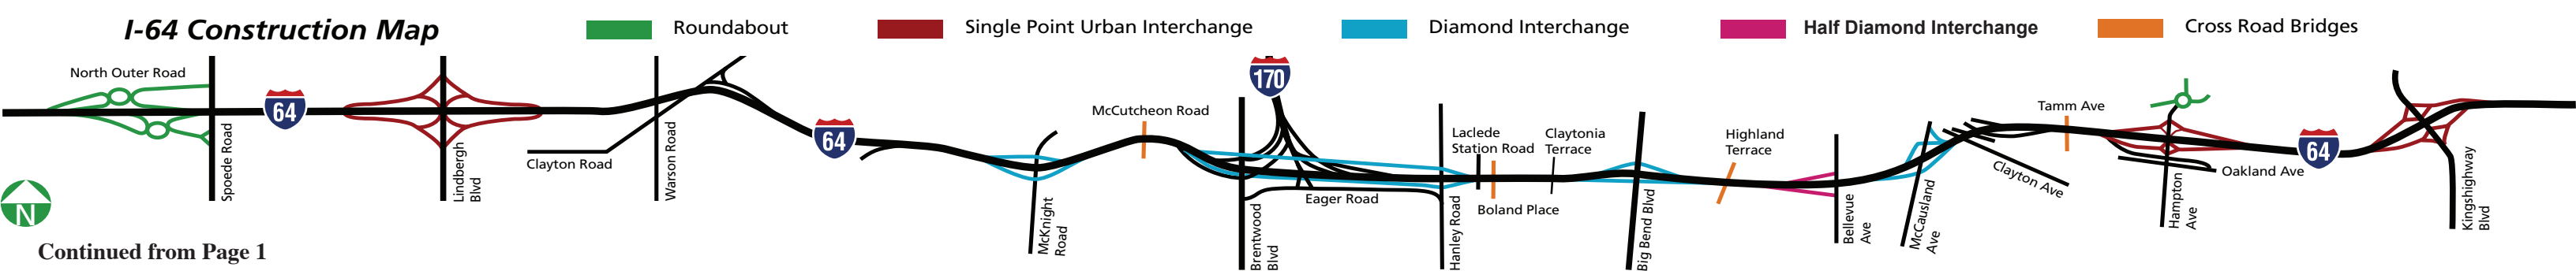 I-64 Construction Map
Roundabout
Single Point Urban Interchange
Diamond Interchange
Half Diamond Interchange
Cross Road Bridges
North Outer Road
Spoede Road
64
Lindbergh
Blvd
Clayton Road
Warson Road
64
McKnight
Road
McCutcheon Road
170
Brentwood
Blvd
Eager Road
Hanley Road
Laclede
Station Road
Boland Place
Claytonia
Terrace
Big Bend Blvd
Highland
Terrace
Bellevue
Ave
McCausland
Ave
Clayton Ave
Tamm Ave
Hampton
Ave
Oakland Ave
64
Kingshighway
Blvd
N
Continued from Page 1